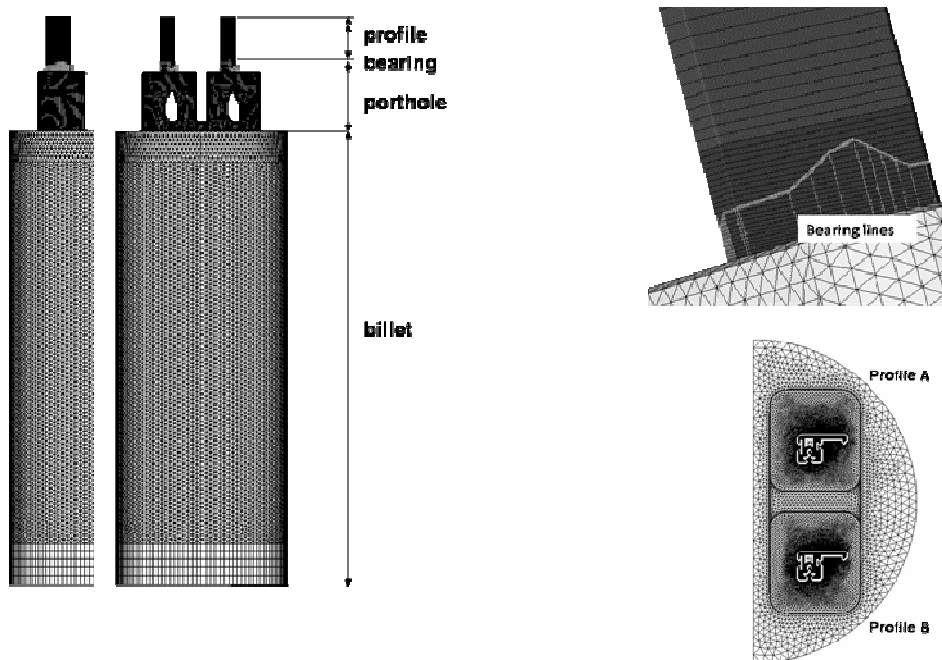 profile
bearing
porthole
billet
Bearing lines
Profile A
Profile B